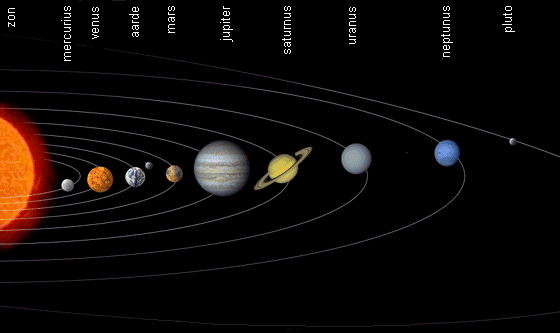 zon
mercurius
venus
aarde
mars
jupiter
saturnus
uranus
neptunus
pluto